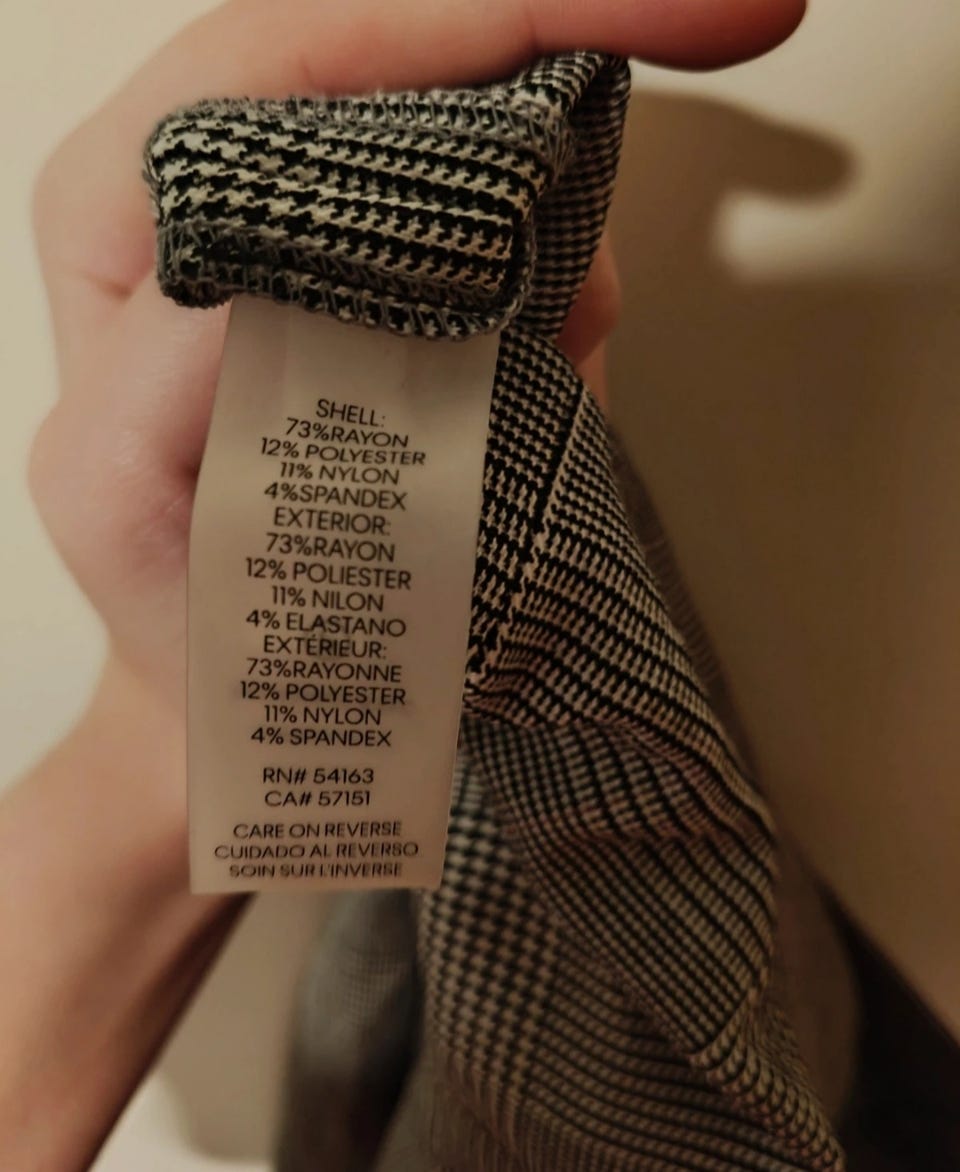 SHELL:
73%RAYON
12% POLYESTER
11% NYLON
4%SPANDEX
EXTERIOR:
73%RAYON
12% POLIESTER
11% NILON
4% ELASTANO
EXTÉRIEUR:
73%RAYONNE
12% POLYESTER
11% NYLON
4% SPANDEX
RN# 54163
CA# 57151
CARE ON REVERSE
CUIDADO AL REVERSO
SOIN SUR L'INVERSE